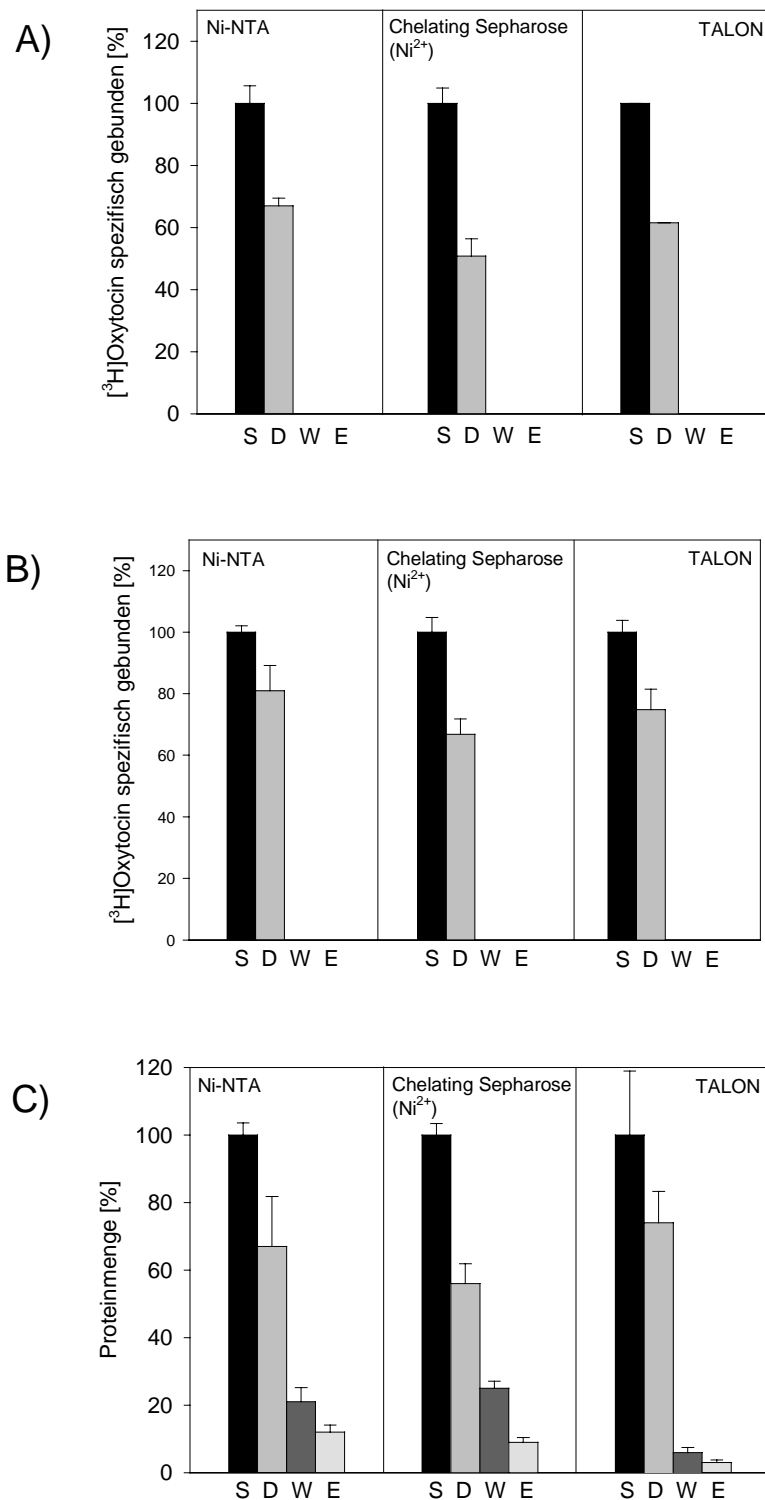 A)
[³H]Oxytocin spezifisch gebunden [%]
120
100
80
60
40
20
0
Ni-NTA
Chelating Sepharose
(Ni²⁺)
TALON
S D W E
S D W E
S D W E
B)
[³H]Oxytocin spezifisch gebunden [%]
120
100
80
60
40
20
0
Ni-NTA
Chelating Sepharose
(Ni²⁺)
TALON
S D W E
S D W E
S D W E
C)
Proteinmenge [%]
120
100
80
60
40
20
0
Ni-NTA
Chelating Sepharose
(Ni²⁺)
TALON
S D W E
S D W E
S D W E